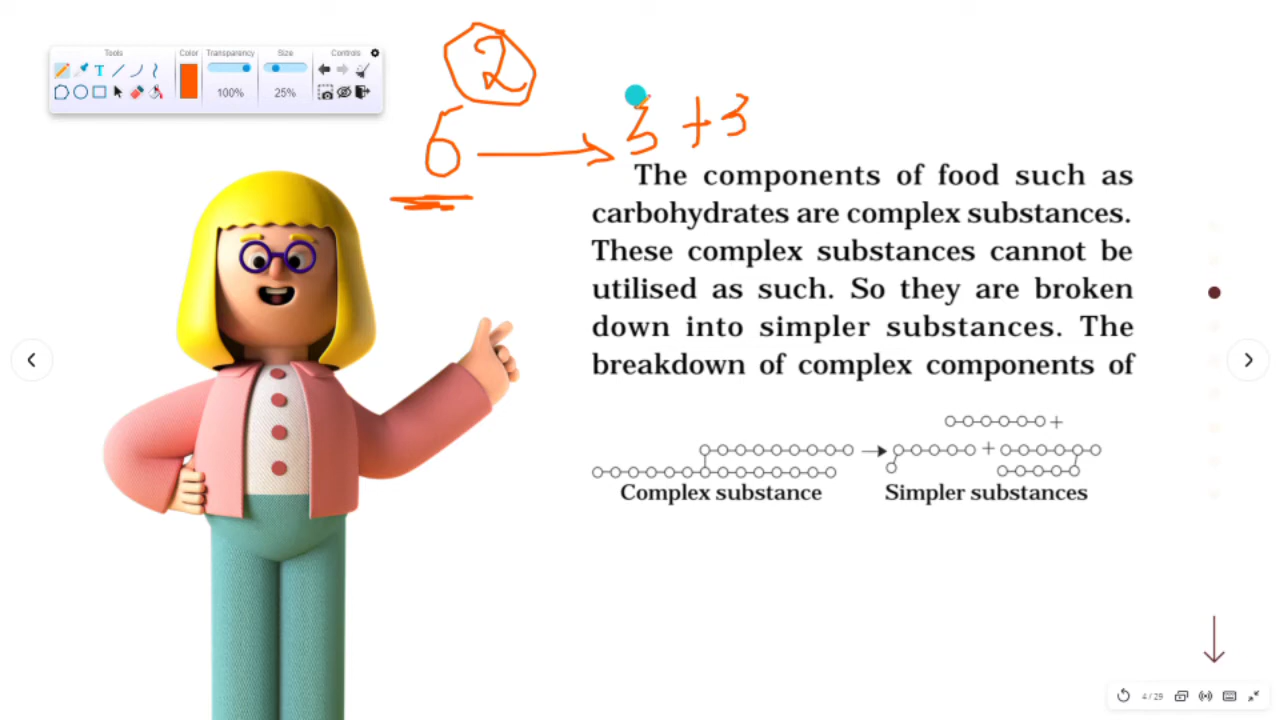 Tools
Color
Transparency
Size
Controls
T
100%
25%
2
6 → 3 + 3
The components of food such as
carbohydrates are complex substances.
These complex substances cannot be
utilised as such. So they are broken
down into simpler substances. The
breakdown of complex components of
+
+
Complex substance
Simpler substances
4 / 29